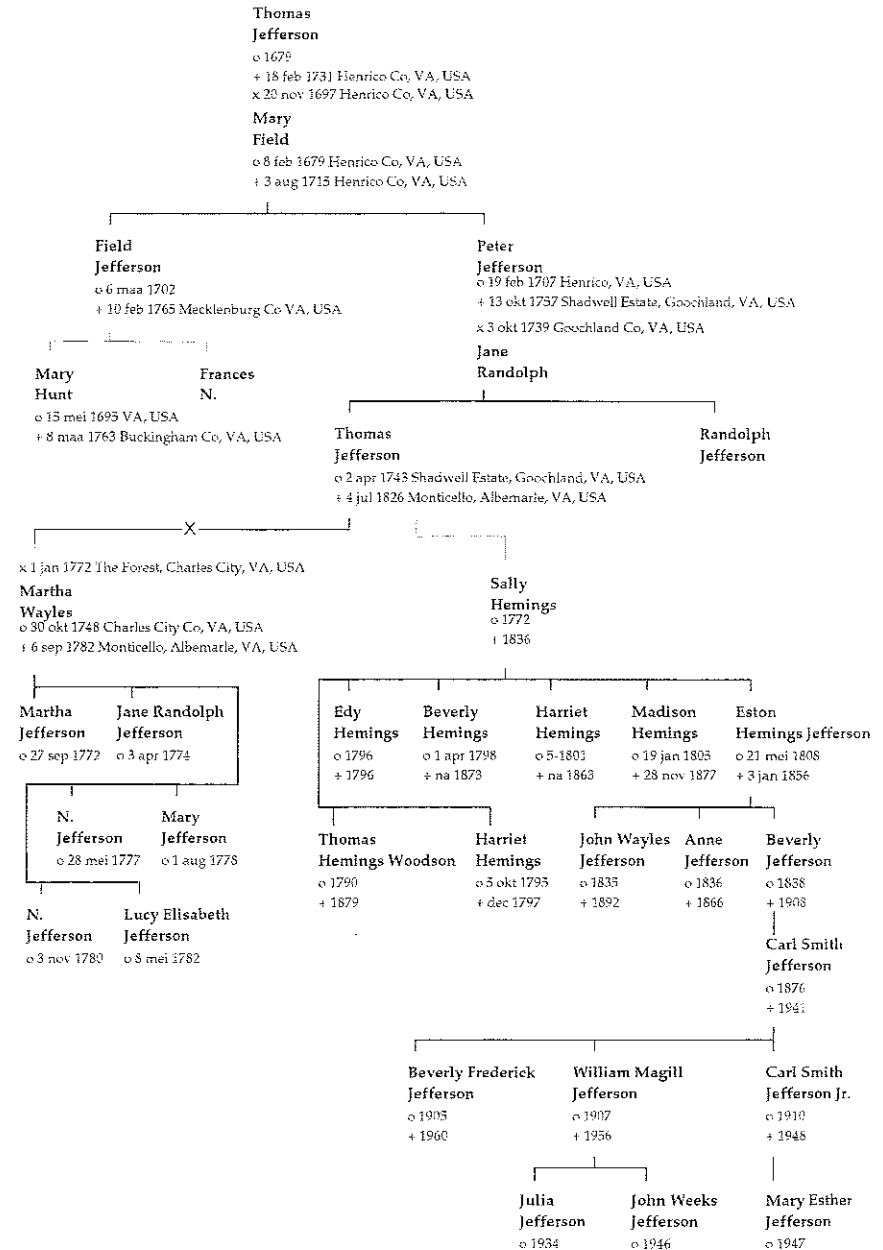 Thomas
Jefferson
o 1679
+ 18 feb 1731 Henrico Co, VA, USA
x 20 nov 1697 Henrico Co, VA, USA
Mary
Field
o 8 feb 1679 Henrico Co, VA, USA
+ 3 aug 1715 Henrico Co, VA, USA
Field
Jefferson
o 6 maa 1702
+ 10 feb 1765 Mecklenburg Co VA, USA
Peter
Jefferson
o 19 feb 1707 Henrico, VA, USA
+ 13 okt 1757 Shadwell Estate, Goochland, VA, USA
x 3 okt 1739 Goochland Co, VA, USA
Jane
Randolph
Mary
Hunt
o 15 mei 1695 VA, USA
+ 8 maa 1763 Buckingham Co, VA, USA
Frances
N.
Thomas
Jefferson
o 2 apr 1743 Shadwell Estate, Goochland, VA, USA
+ 4 jul 1826 Monticello, Albemarle, VA, USA
Randolph
Jefferson
X
x 1 jan 1772 The Forest, Charles City, VA, USA
Martha
Wayles
o 30 okt 1748 Charles City Co, VA, USA
+ 6 sep 1782 Monticello, Albemarle, VA, USA
Sally
Hemings
o 1772
+ 1836
Martha
Jefferson
o 27 sep 1772
Jane Randolph
Jefferson
o 3 apr 1774
Edy
Hemings
o 1796
+ 1796
Beverly
Hemings
o 1 apr 1798
+ na 1873
Harriet
Hemings
o 5-1801
+ na 1863
Madison
Hemings
o 19 jan 1805
+ 28 nov 1877
Eston
Hemings Jefferson
o 21 mei 1808
+ 3 jan 1856
N.
Jefferson
o 28 mei 1777
Mary
Jefferson
o 1 aug 1778
Thomas
Hemings Woodson
o 1790
+ 1879
Harriet
Hemings
o 5 okt 1795
+ dec 1797
John Wayles
Jefferson
o 1835
+ 1892
Anne
Jefferson
o 1836
+ 1866
Beverly
Jefferson
o 1838
+ 1908
N.
Jefferson
o 3 nov 1780
Lucy Elisabeth
Jefferson
o 8 mei 1782
Carl Smith
Jefferson
o 1876
+ 1941
Beverly Frederick
Jefferson
o 1905
+ 1960
William Magill
Jefferson
o 1907
+ 1956
Carl Smith
Jefferson Jr.
o 1910
+ 1948
Julia
Jefferson
o 1934
John Weeks
Jefferson
o 1946
Mary Esther
Jefferson
o 1947